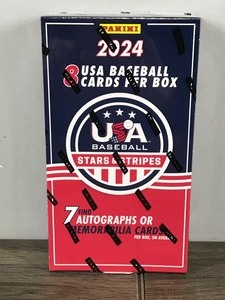 PANINI
2024
8 USA BASEBALL
CARDS PER BOX
USA
BASEBALL
STARS & STRIPES
7 FIND
AUTOGRAPHS OR
MEMORABILIA CARDS
PER BOX, ON AVERAGE